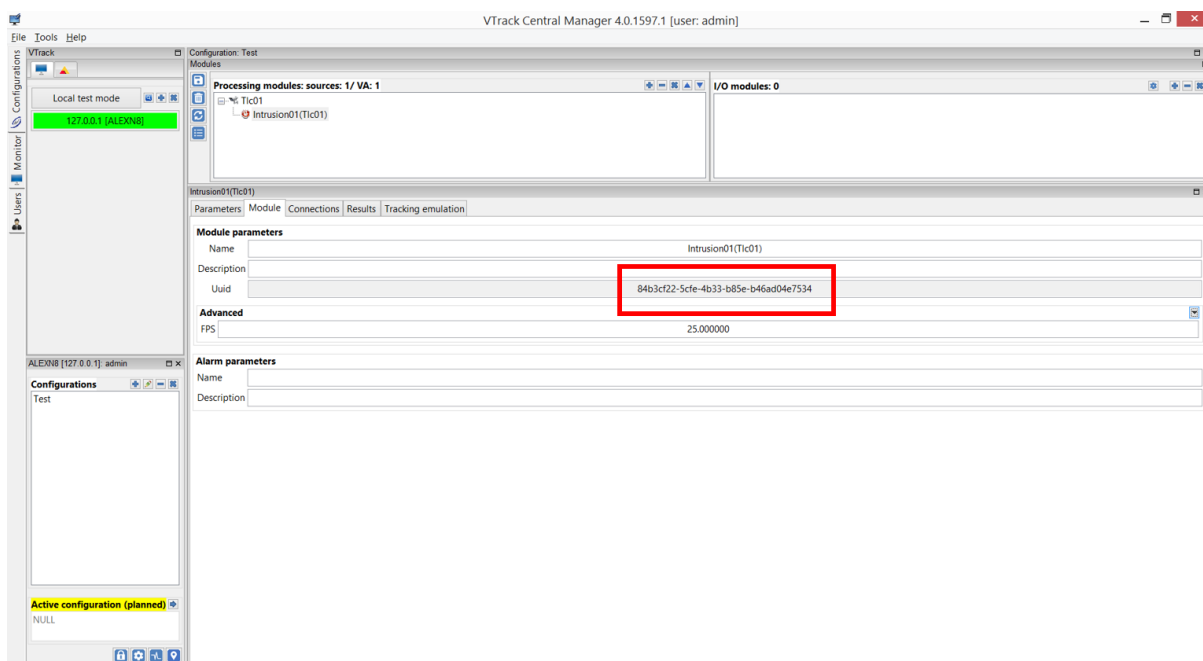 VTrack Central Manager 4.0.1597.1 [user: admin]
File Tools Help
Configurations
Monitor
Users
VTrack
Local test mode
127.0.0.1 [ALEXN8]
ALEXN8 [127.0.0.1]: admin
Configurations
Test
Active configuration (planned)
NULL
Configuration: Test
Modules
Processing modules: sources: 1/ VA: 1
Tlc01
Intrusion01(Tlc01)
I/O modules: 0
Intrusion01(Tlc01)
Parameters Module Connections Results Tracking emulation
Module parameters
Name Intrusion01(Tlc01)
Description
Uuid 84b3cf22-5cfe-4b33-b85e-b46ad04e7534
Advanced
FPS 25.000000
Alarm parameters
Name
Description